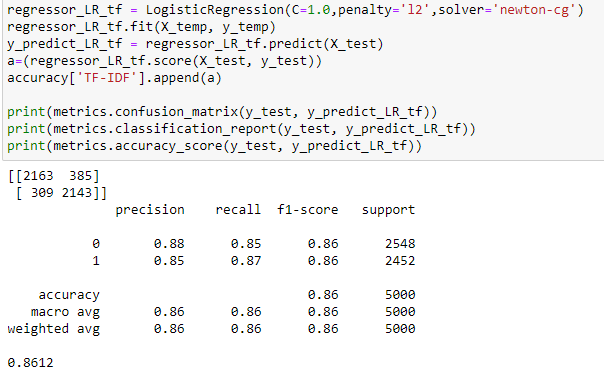 regressor_LR_tf = LogisticRegression(C=1.0,penalty='l2',solver='newton-cg')
regressor_LR_tf.fit(X_temp, y_temp)
y_predict_LR_tf = regressor_LR_tf.predict(X_test)
a=(regressor_LR_tf.score(X_test, y_test))
accuracy['TF-IDF'].append(a)
print(metrics.confusion_matrix(y_test, y_predict_LR_tf))
print(metrics.classification_report(y_test, y_predict_LR_tf))
print(metrics.accuracy_score(y_test, y_predict_LR_tf))
[[2163  385]
 [ 309 2143]]
              precision    recall  f1-score   support
           0       0.88      0.85      0.86      2548
           1       0.85      0.87      0.86      2452
    accuracy                           0.86      5000
   macro avg       0.86      0.86      0.86      5000
weighted avg       0.86      0.86      0.86      5000
0.8612